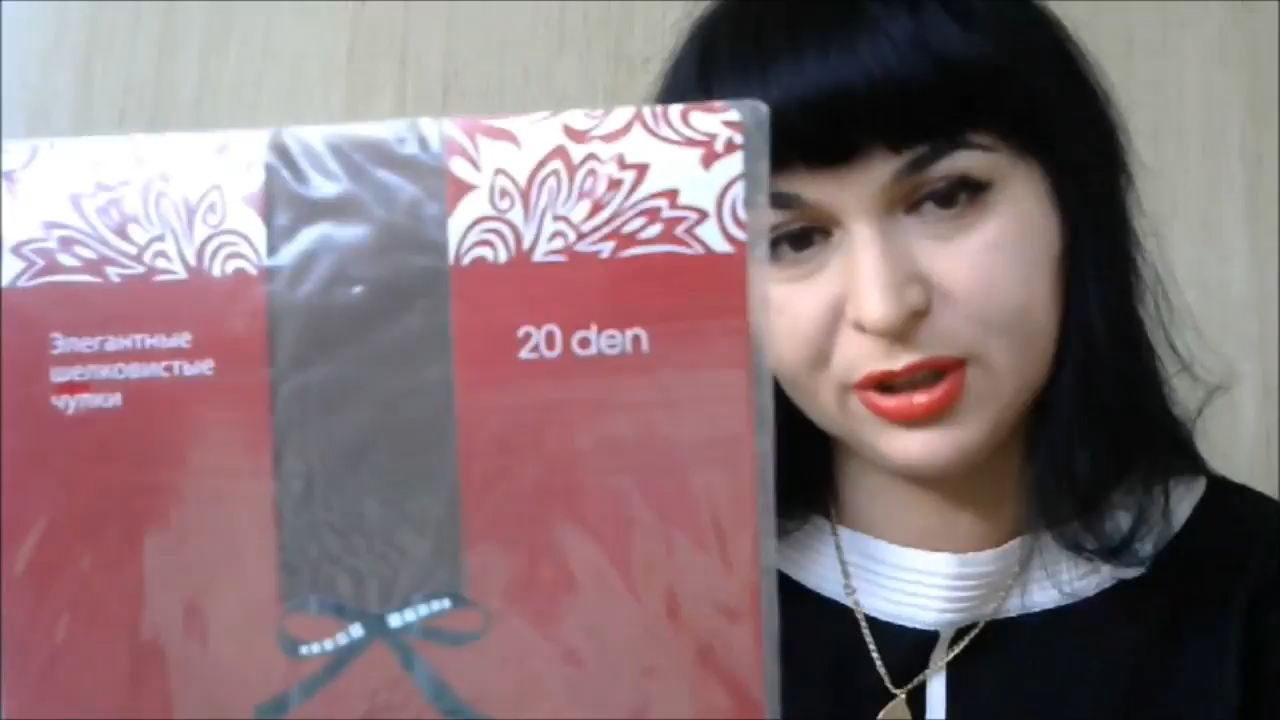 Элегантные
шелковистые
чулки
20 den